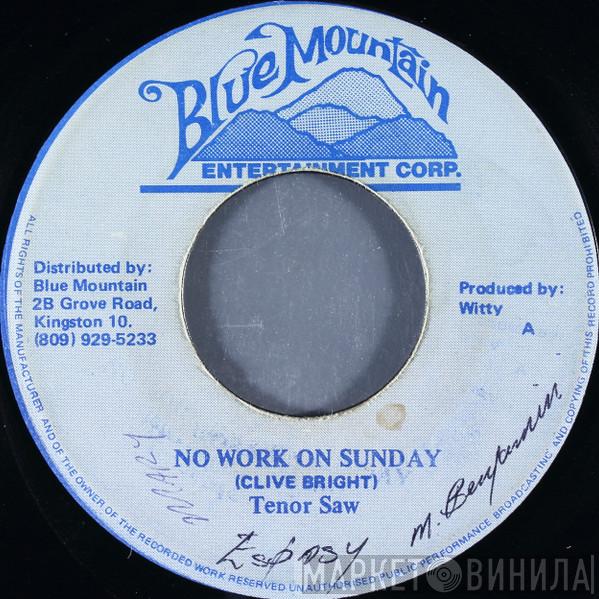 Blue Mountain
ENTERTAINMENT CORP.
Distributed by:
Blue Mountain
2B Grove Road,
Kingston 10.
(809) 929-5233
Produced by:
Witty
A
NO WORK ON SUNDAY
(CLIVE BRIGHT)
Tenor Saw
M. Benjamin
ALL RIGHTS OF THE MANUFACTURER AND OF THE OWNER OF THE RECORDED WORK RESERVED UNAUTHORISED PUBLIC PERFORMANCE BROADCASTING AND COPYING OF THIS RECORD PROHIBITED
МАРКЕТ ВИНИЛА